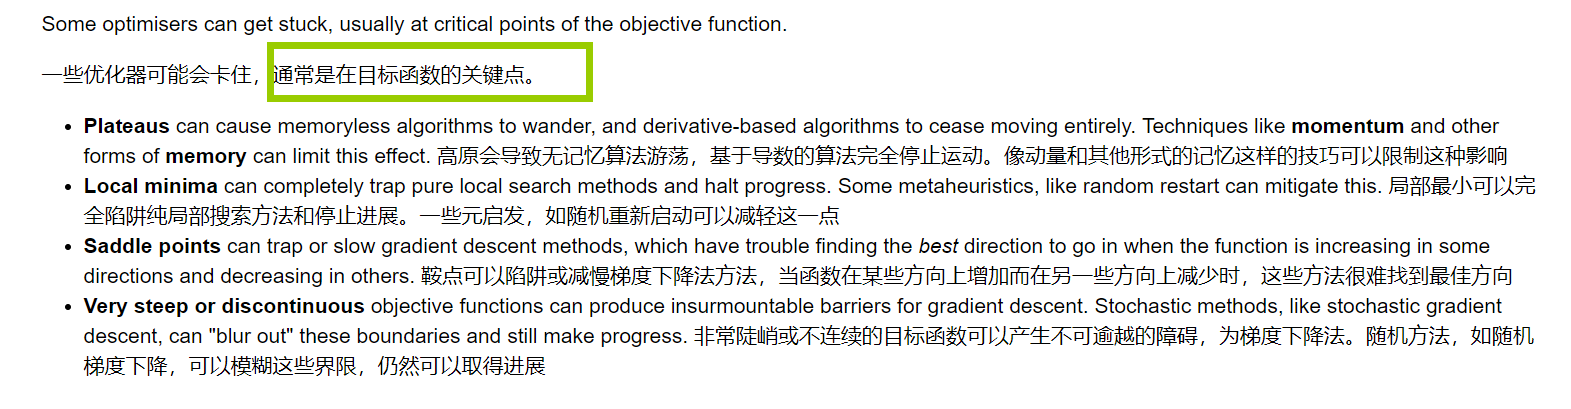 Some optimisers can get stuck, usually at critical points of the objective function.
一些优化器可能会卡住，通常是在目标函数的关键点。
• Plateaus can cause memoryless algorithms to wander, and derivative-based algorithms to cease moving entirely. Techniques like momentum and other
forms of memory can limit this effect. 高原会导致无记忆算法游荡，基于导数的算法完全停止运动。像动量和其他形式的记忆这样的技巧可以限制这种影响
• Local minima can completely trap pure local search methods and halt progress. Some metaheuristics, like random restart can mitigate this. 局部最小可以完
全陷阱纯局部搜索方法和停止进展。一些元启发，如随机重新启动可以减轻这一点
• Saddle points can trap or slow gradient descent methods, which have trouble finding the best direction to go in when the function is increasing in some
directions and decreasing in others. 鞍点可以陷阱或减慢梯度下降法方法，当函数在某些方向上增加而在另一些方向上减少时，这些方法很难找到最佳方向
• Very steep or discontinuous objective functions can produce insurmountable barriers for gradient descent. Stochastic methods, like stochastic gradient
descent, can "blur out" these boundaries and still make progress. 非常陡峭或不连续的目标函数可以产生不可逾越的障碍，为梯度下降法。随机方法，如随机
梯度下降，可以模糊这些界限，仍然可以取得进展